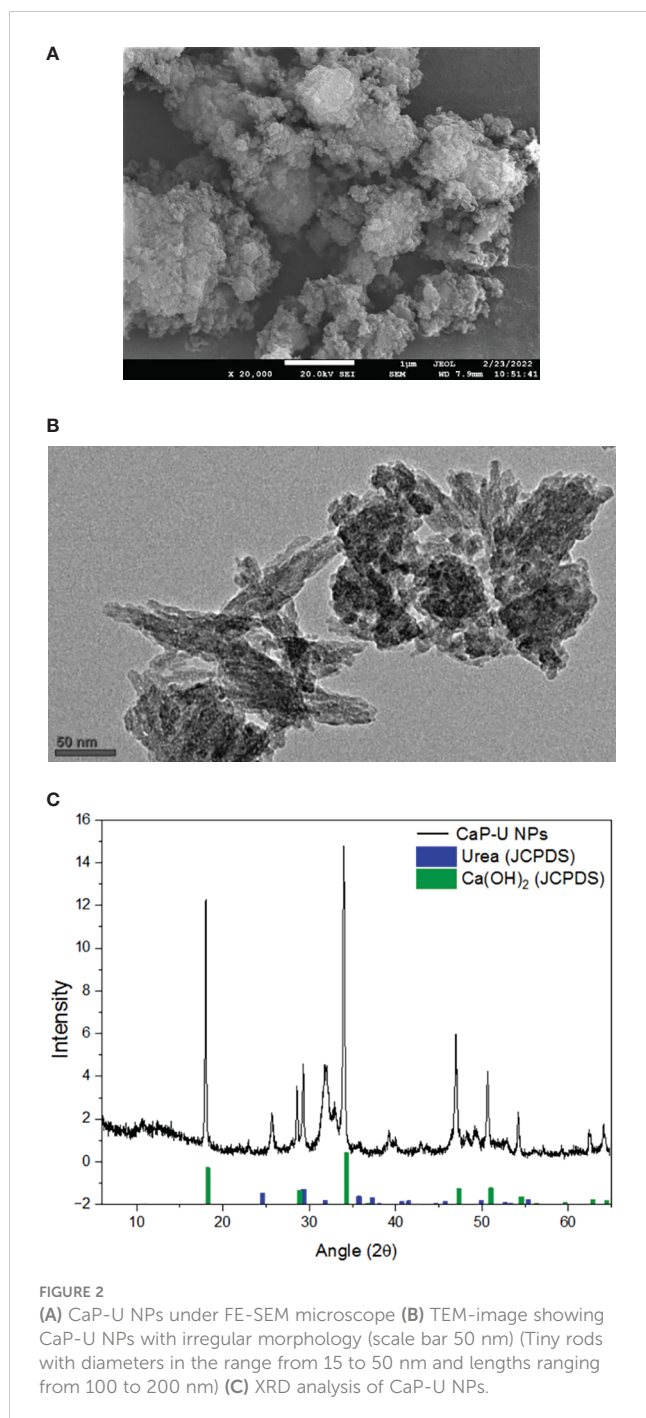 A
X 20,000 20.0kV SEI 1µm JEOL 2/23/2022
SEM WD 7.9mm 10:51:41
B
50 nm
C
16
14
12
10
8
6
4
2
0
−2
Intensity
CaP-U NPs
Urea (JCPDS)
Ca(OH)₂ (JCPDS)
10 20 30 40 50 60
Angle (2θ)
FIGURE 2
(A) CaP-U NPs under FE-SEM microscope (B) TEM-image showing
CaP-U NPs with irregular morphology (scale bar 50 nm) (Tiny rods
with diameters in the range from 15 to 50 nm and lengths ranging
from 100 to 200 nm) (C) XRD analysis of CaP-U NPs.